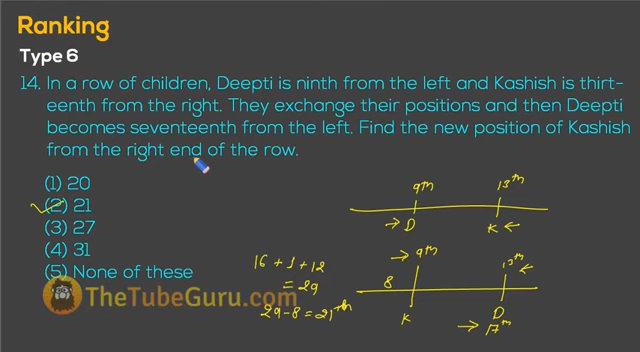 Ranking
Type 6
14. In a row of children, Deepti is ninth from the left and Kashish is thirt-
eenth from the right. They exchange their positions and then Deepti
becomes seventeenth from the left. Find the new position of Kashish
from the right end of the row.
(1) 20
(2) 21
(3) 27
(4) 31
(5) None of these
9th 13th
→ D K ←
→ 9th 13th ←
8
K D
→ 17th
16 + 1 + 12
= 29
29 - 8 = 21th
TheTubeGuru.com